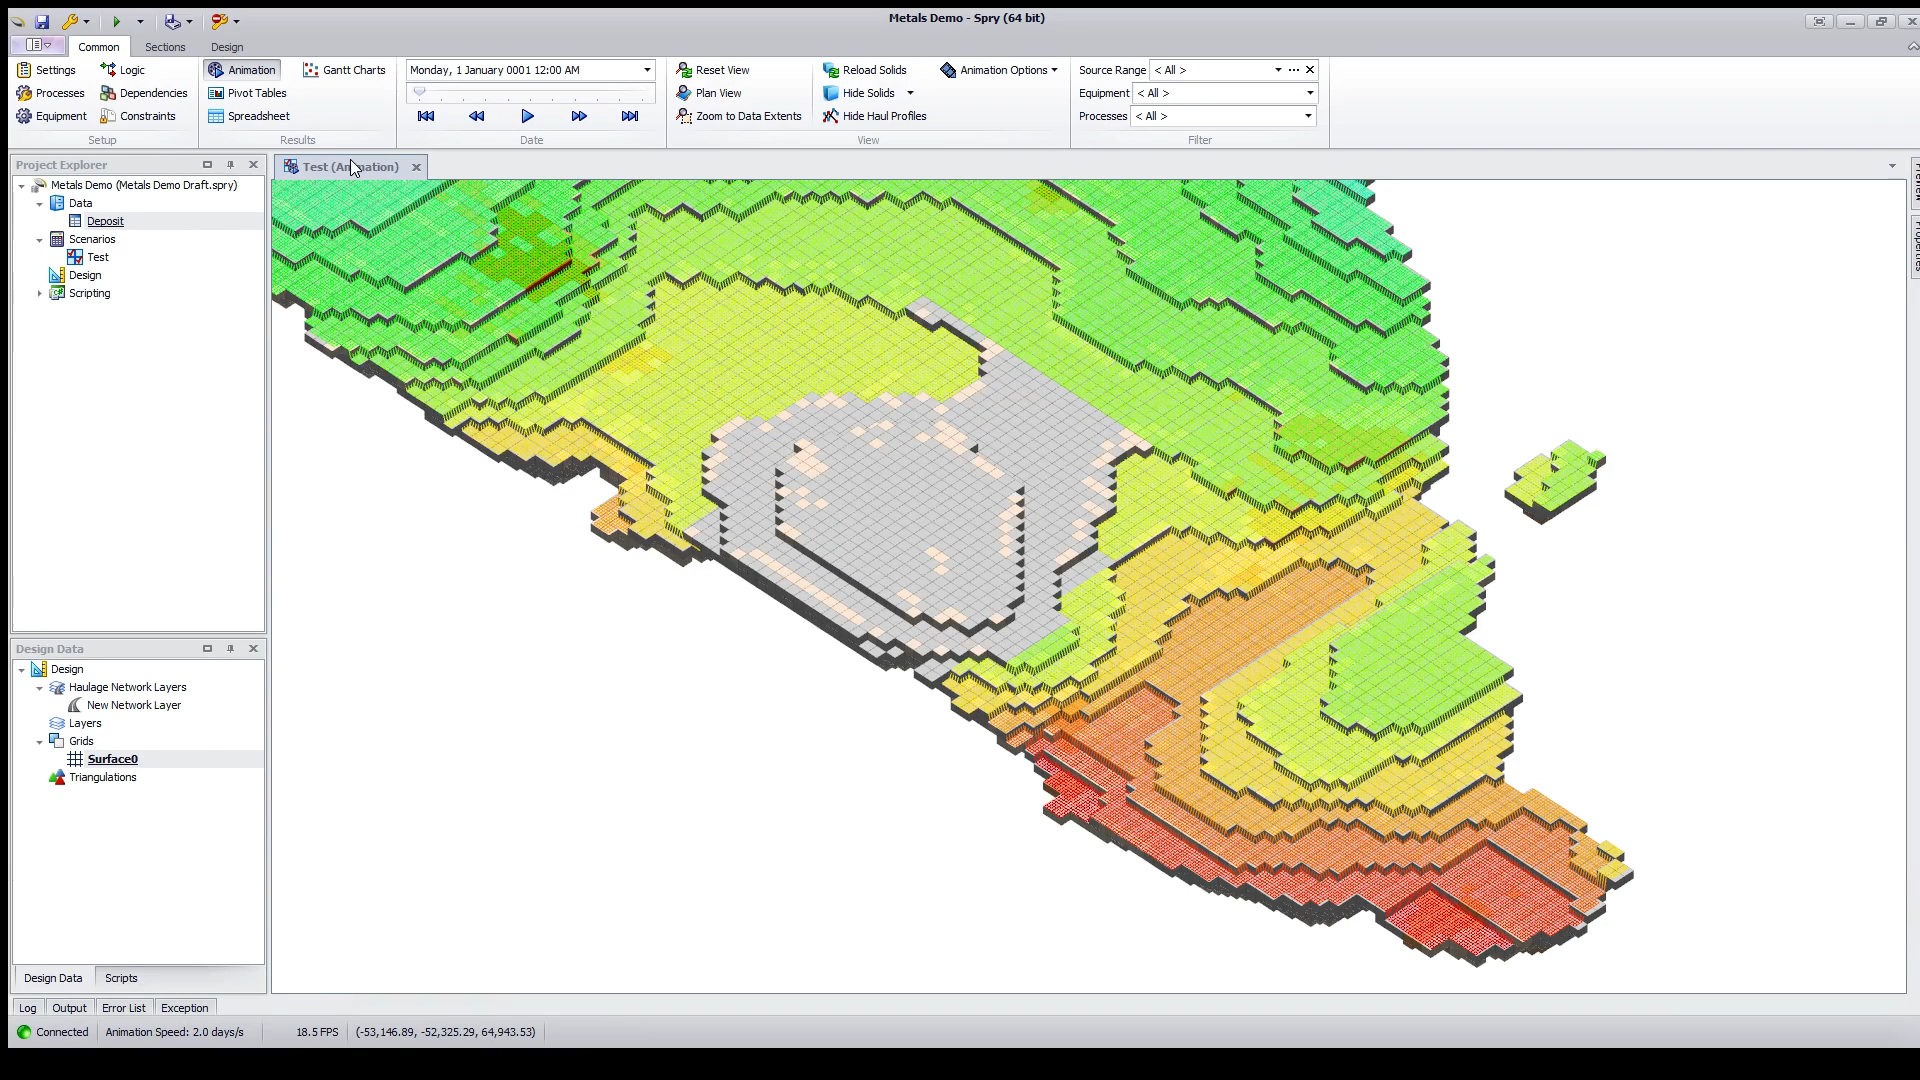 Metals Demo - Spry (64 bit)
Common Sections Design
Settings Logic Animation Gantt Charts Monday, 1 January 0001 12:00 AM Reset View Reload Solids Animation Options Source Range < All >
Processes Dependencies Pivot Tables Plan View Hide Solids Equipment < All >
Equipment Constraints Spreadsheet Zoom to Data Extents Hide Haul Profiles Processes < All >
Setup Results Date View Filter
Project Explorer
Test (Animation)
Metals Demo (Metals Demo Draft.spry)
Data
Deposit
Scenarios
Test
Design
Scripting
Design Data
Design
Haulage Network Layers
New Network Layer
Layers
Grids
Surface0
Triangulations
Design Data Scripts
Log Output Error List Exception
Connected Animation Speed: 2.0 days/s 18.5 FPS (-53,146.89, -52,325.29, 64,943.53)